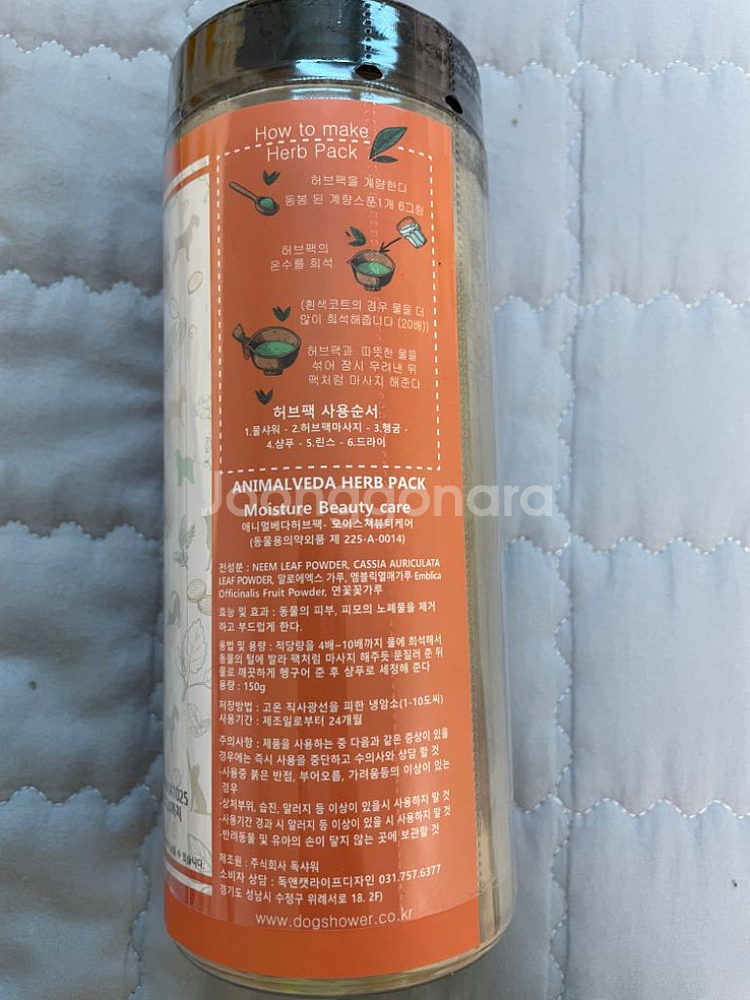 How to make
Herb Pack
허브팩을 계량한다
동봉 된 계량스푼1개 6그람
허브팩의
온수를 희석
(흰색코트의 경우 물을 더
많이 희석해줍니다 (20배))
허브팩과 따뜻한 물을
섞어 잠시 우려낸 뒤
팩처럼 마사지 해준다
허브팩 사용순서
1.물샤워 - 2.허브팩마사지 - 3.헹굼 -
4.샴푸 - 5.린스 - 6.드라이
ANIMALVEDA HERB PACK
Joonggonara
Moisture Beauty care
애니멀베다허브팩- 모이스쳐뷰티케어
(동물용의약외품 제 225-A-0014)
전성분 : NEEM LEAF POWDER, CASSIA AURICULATA
LEAF POWDER, 알로에엑스 가루, 엠블릭열매가루 Emblica
Officinalis Fruit Powder, 연꽃꽃가루
효능 및 효과 : 동물의 피부, 피모의 노폐물을 제거
하고 부드럽게 한다.
용법 및 용량 : 적당량을 4배~10배까지 물에 희석해서
동물의 털에 발라 팩처럼 마사지 해주듯 문질러 준 뒤
물로 깨끗하게 헹구어 준 후 샴푸로 세정해 준다
용량 : 150g
저장방법 : 고온 직사광선을 피한 냉암소(1-10도씨)
사용기간 : 제조일로부터 24개월
주의사항 : 제품을 사용하는 중 다음과 같은 증상이 있을
경우에는 즉시 사용을 중단하고 수의사와 상담 할 것
-사용중 붉은 반점, 부어오름, 가려움등의 이상이 있는
경우
-상처부위, 습진, 알러지 등 이상이 있을시 사용하지 말 것
-사용기간 경과 시 알러지 등 이상이 있을 시 사용하지 말것
-반려동물 및 유아의 손이 닿지 않는 곳에 보관할 것
제조원 : 주식회사 독샤워
소비자 상담 : 독앤캣라이프디자인 031.757.6377
경기도 성남시 수정구 위례서로 18. 2F)
www.dogshower.co.kr
1025
까지
수 있습니다.